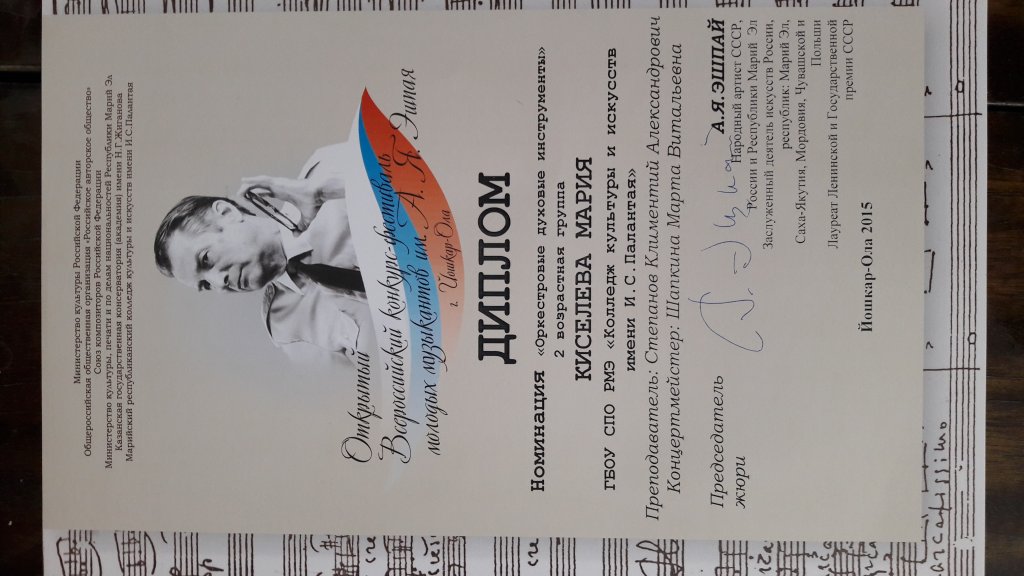 Министерство культуры Российской Федерации
Общероссийская общественная организация «Российское авторское общество»
Союз композиторов Российской Федерации
Министерство культуры, печати и по делам национальностей Республики Марий Эл
Казанская государственная консерватория (академия) имени Н.Г.Жиганова
Марийский республиканский колледж культуры и искусств имени И.С.Палантая
Открытый
Всероссийский конкурс-фестиваль
молодых музыкантов им. А. Я. Эшпая
г. Йошкар-Ола
ДИПЛОМ
Номинация «Оркестровые духовые инструменты»
2 возрастная группа
КИСЕЛЕВА МАРИЯ
ГБОУ СПО РМЭ «Колледж культуры и искусств
имени И.С.Палантая»
Преподаватель: Степанов Климентий Александрович
Концертмейстер: Шапкина Марта Витальевна
Председатель
жюри
А.Я.ЭШПАЙ
Народный артист СССР,
России и Республики Марий Эл
Заслуженный деятель искусств России,
республик: Марий Эл,
Саха-Якутия, Мордовия, Чувашской и
Польши
Лауреат Ленинской и Государственной
премии СССР
Йошкар-Ола 2015